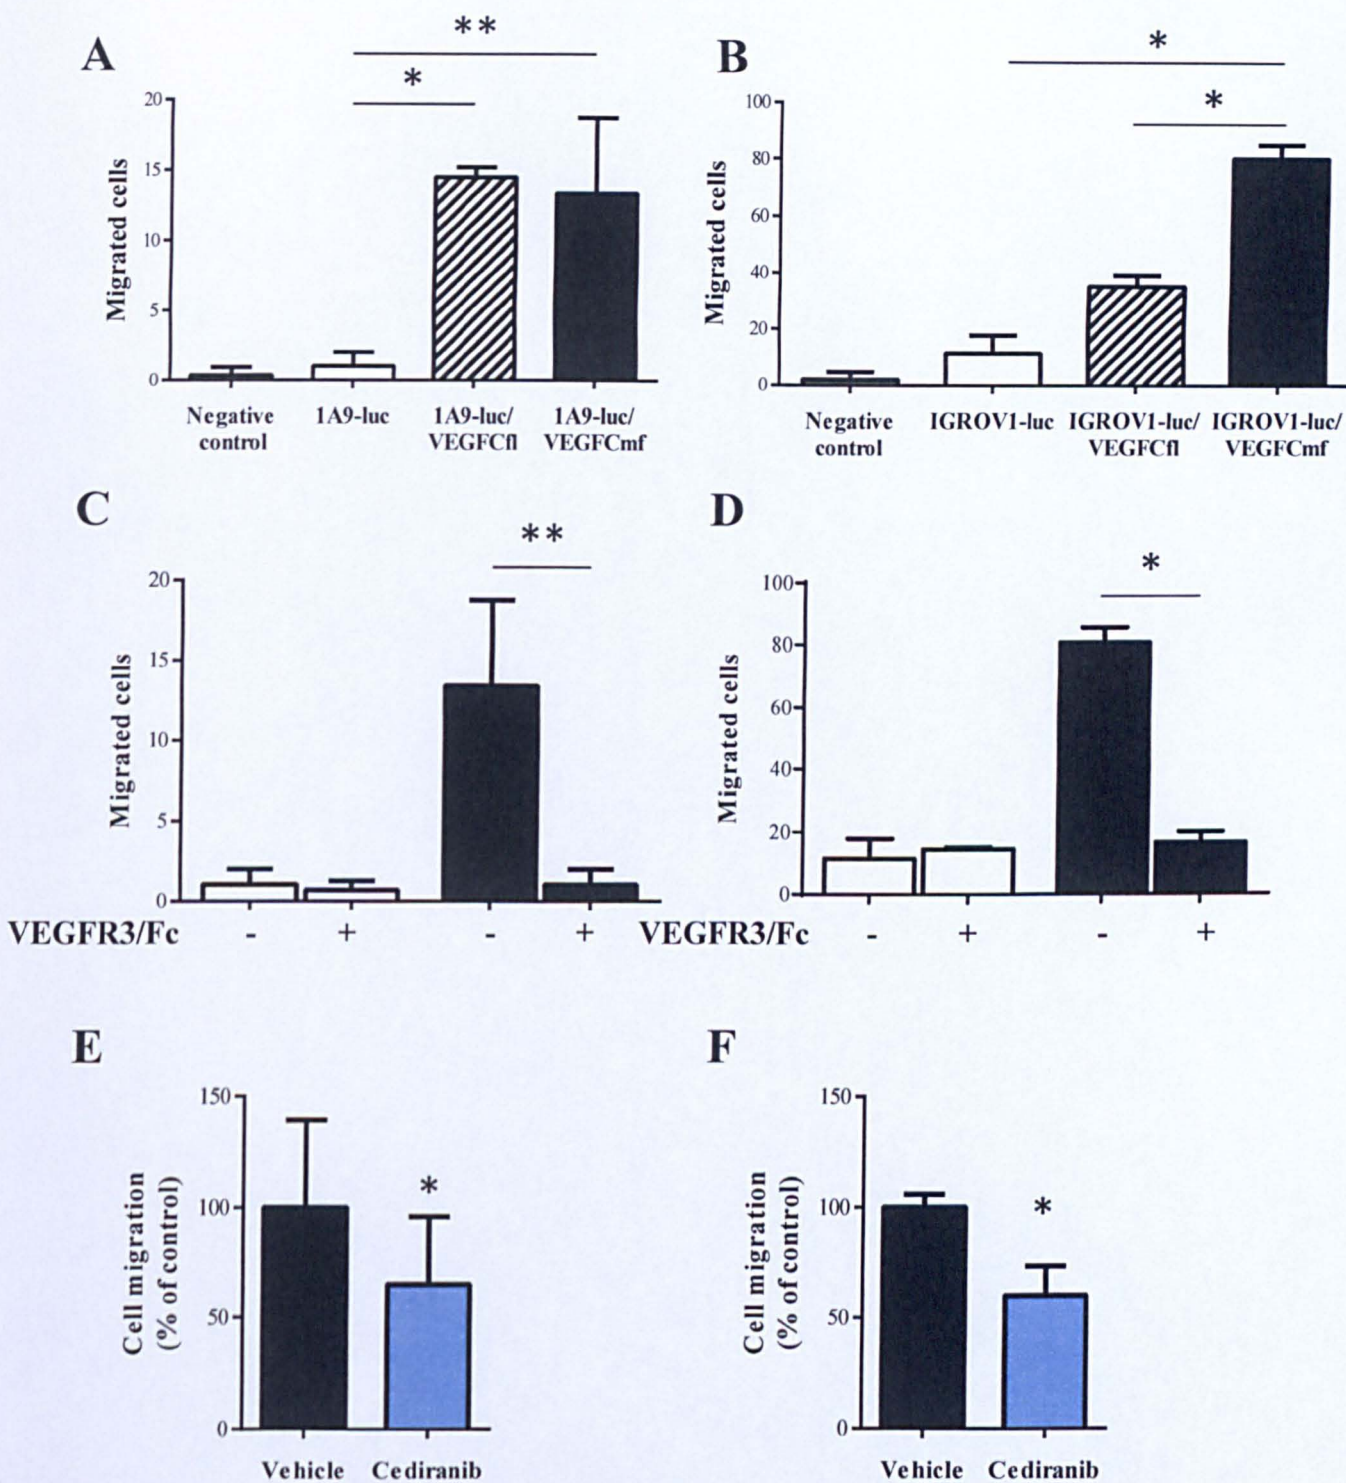 A
**
*
20
15
10
5
0
Migrated cells
Negative control
1A9-luc
1A9-luc/ VEGFCfl
1A9-luc/ VEGFCmf
B
*
*
100
80
60
40
20
0
Migrated cells
Negative control
IGROV1-luc
IGROV1-luc/ VEGFCfl
IGROV1-luc/ VEGFCmf
C
**
20
15
10
5
0
Migrated cells
VEGFR3/Fc - + - +
D
*
100
80
60
40
20
0
Migrated cells
VEGFR3/Fc - + - +
E
150
100
50
0
Cell migration
(% of control)
*
Vehicle Cediranib
F
150
100
50
0
Cell migration
(% of control)
*
Vehicle Cediranib